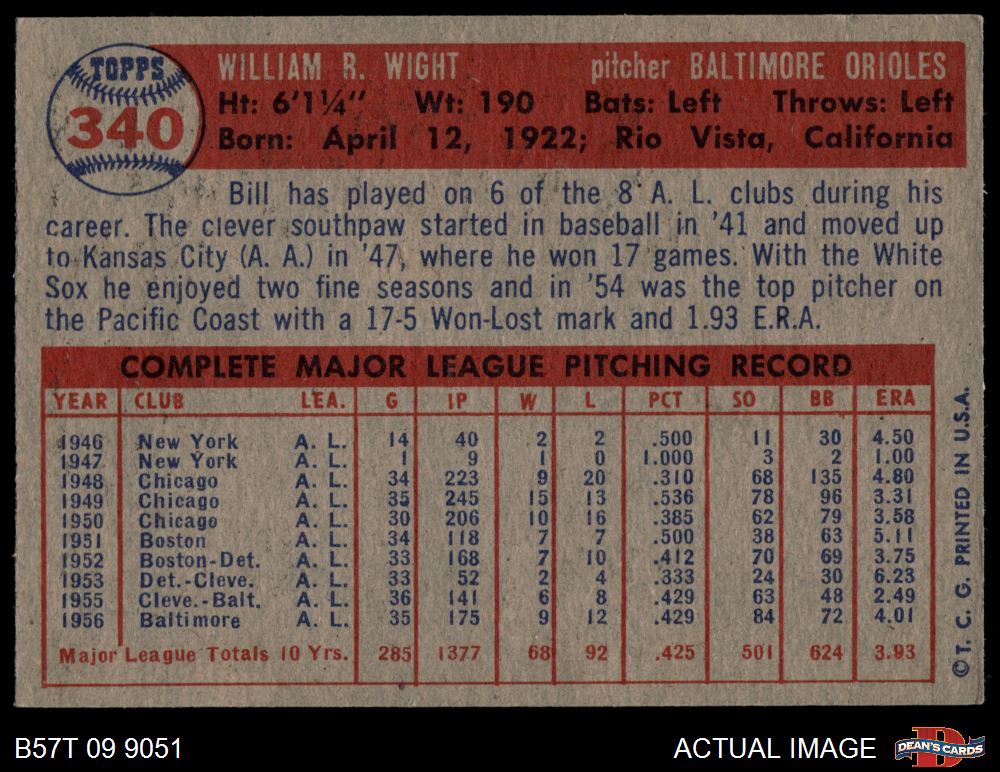 TOPPS
340
WILLIAM R. WIGHT pitcher BALTIMORE ORIOLES
Ht: 6'1¼" Wt: 190 Bats: Left Throws: Left
Born: April 12, 1922; Rio Vista, California
Bill has played on 6 of the 8 A. L. clubs during his
career. The clever southpaw started in baseball in '41 and moved up
to Kansas City (A. A.) in '47, where he won 17 games. With the White
Sox he enjoyed two fine seasons and in '54 was the top pitcher on
the Pacific Coast with a 17-5 Won-Lost mark and 1.93 E.R.A.
COMPLETE MAJOR LEAGUE PITCHING RECORD
YEAR CLUB LEA. G IP W L PCT SO BB ERA
1946 New York A. L. 14 40 2 2 .500 11 30 4.50
1947 New York A. L. 1 9 1 0 1.000 3 2 1.00
1948 Chicago A. L. 34 223 9 20 .310 68 135 4.80
1949 Chicago A. L. 35 245 15 13 .536 78 96 3.31
1950 Chicago A. L. 30 206 10 16 .385 62 79 3.58
1951 Boston A. L. 34 118 7 7 .500 38 63 5.11
1952 Boston-Det. A. L. 33 168 7 10 .412 70 69 3.75
1953 Det.-Cleve. A. L. 33 52 2 4 .333 24 30 6.23
1955 Cleve.-Balt. A. L. 36 141 6 8 .429 63 48 2.49
1956 Baltimore A. L. 35 175 9 12 .429 84 72 4.01
Major League Totals 10 Yrs. 285 1377 68 92 .425 501 624 3.93
©T. C. G. PRINTED IN U.S.A.
B57T 09 9051 ACTUAL IMAGE DEAN'S CARDS